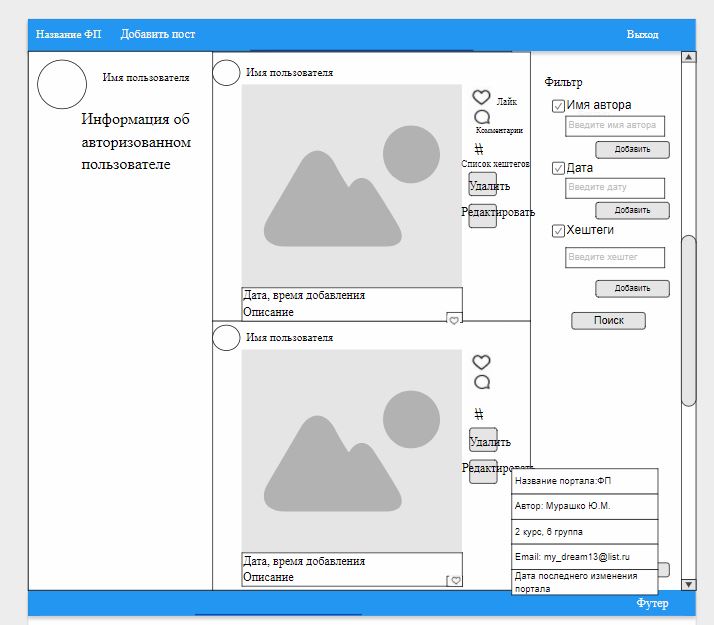 Название ФП
Добавить пост
Выход
Имя пользователя
Информация об
авторизованном
пользователе
Имя пользователя
Лайк
Комментарии
#
Список хештегов
Удалить
Редактировать
Дата, время добавления
Описание
Имя пользователя
#
Удалить
Редактировать
Дата, время добавления
Описание
Фильтр
Имя автора
Введите имя автора
Добавить
Дата
Введите дату
Добавить
Хештеги
Введите хештег
Добавить
Поиск
Название портала:ФП
Автор: Мурашко Ю.М.
2 курс, 6 группа
Email: my_dream13@list.ru
Дата последнего изменения
портала
Футер